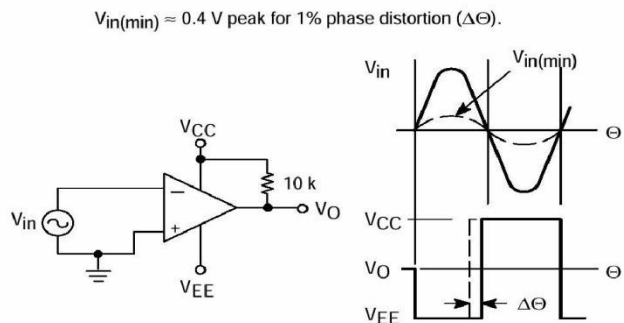 Vin(min) ≈ 0.4 V peak for 1% phase distortion (ΔΘ).
Vin
Vin(min)
Θ
VCC
10 k
−
+
Vin
VO
VEE
VCC
VO
Θ
ΔΘ
VEE